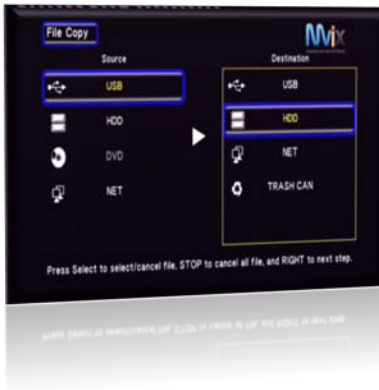 File Copy
Mvix
Source
Destination
USB
USB
HDD
HDD
DVD
NET
NET
TRASH CAN
Press Select to select/cancel file, STOP to cancel all file, and RIGHT to next step.